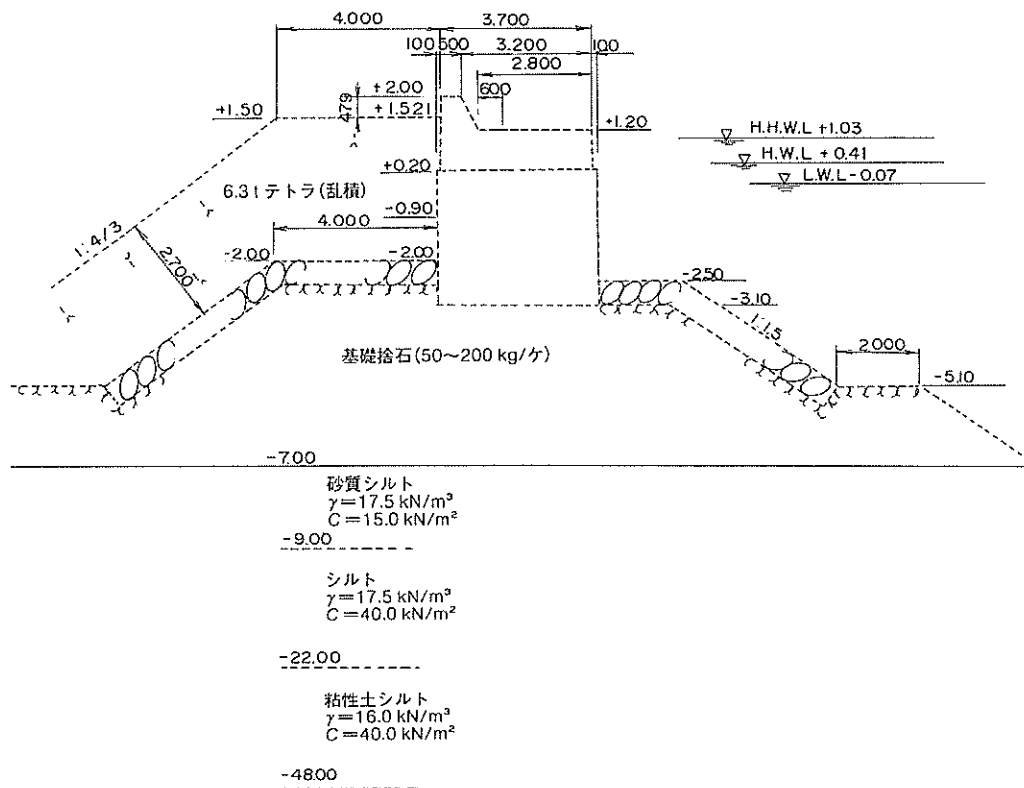 4.000
3.700
100
500
3.200
100
2.800
600
+2.00
479
+1.521
+1.50
+1.20
H.H.W.L +1.03
H.W.L +0.41
L.W.L -0.07
+0.20
6.3tテトラ(乱積)
-0.90
4.000
1:4/3
2.700
-2.00
-2.00
-2.50
-3.10
1:1.5
2.000
基礎捨石(50〜200 kg/ケ)
-5.10
-7.00
砂質シルト
γ=17.5 kN/m³
C=15.0 kN/m²
-9.00
シルト
γ=17.5 kN/m³
C=40.0 kN/m²
-22.00
粘性土シルト
γ=16.0 kN/m³
C=40.0 kN/m²
-48.00